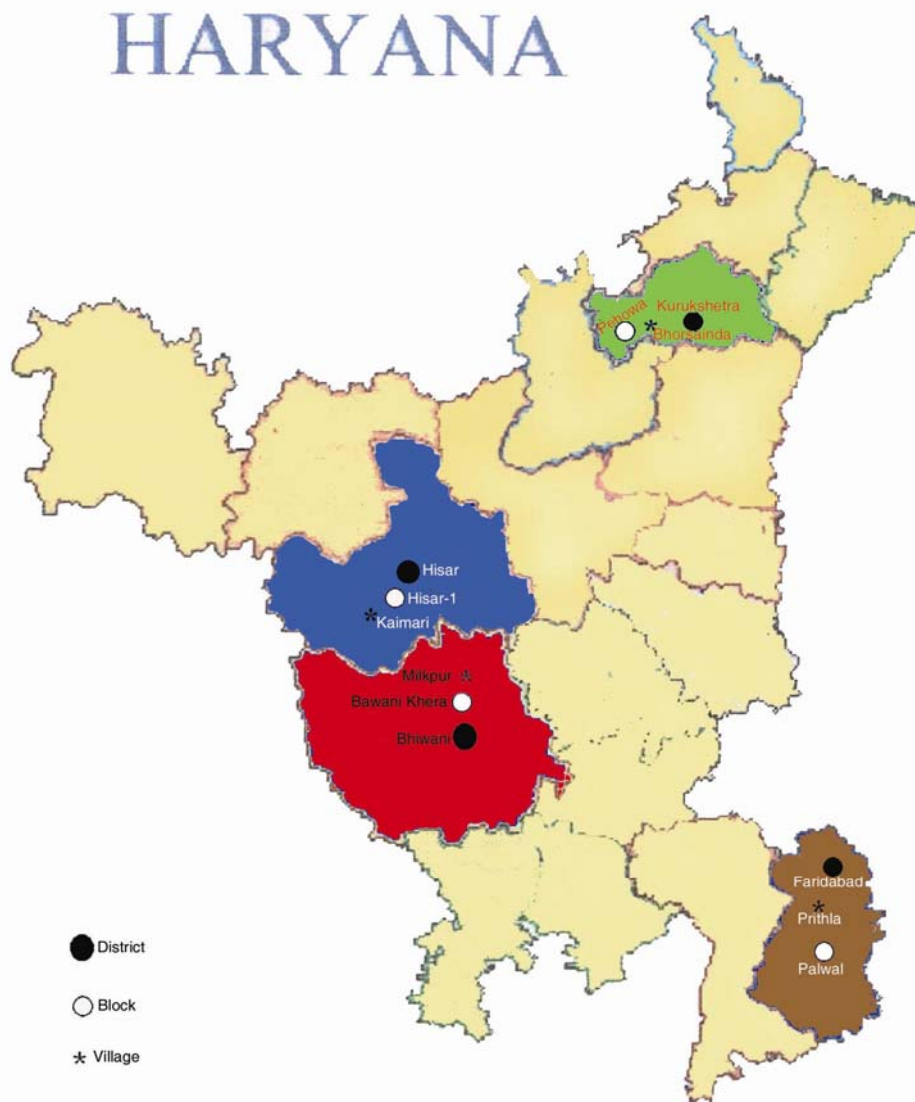 HARYANA
Kurukshetra
Pehowa
Bhorsainda
Hisar
Hisar-1
Kaimari
Milkpur
Bawani Khera
Bhiwani
Faridabad
Prithla
Palwal
District
Block
Village